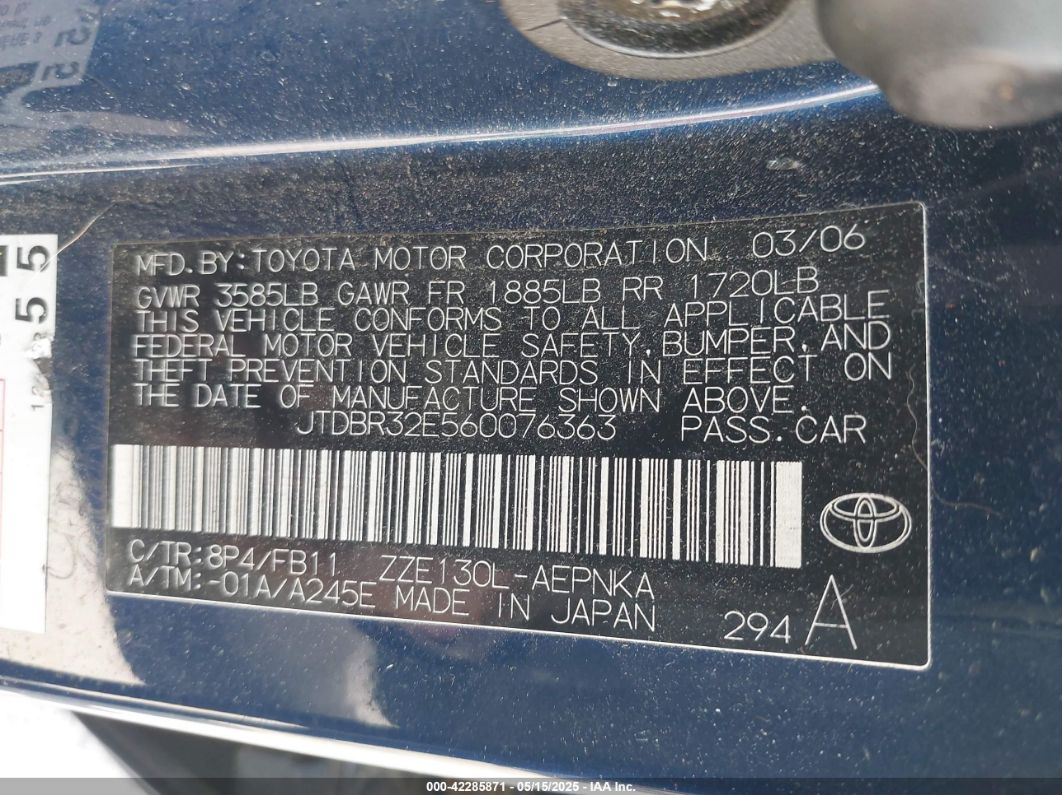 MFD.BY:TOYOTA MOTOR CORPORATION 03/06
GVWR 3585LB GAWR FR 1885LB RR 1720LB
THIS VEHICLE CONFORMS TO ALL APPLICABLE
FEDERAL MOTOR VEHICLE SAFETY,BUMPER,AND
THEFT PREVENTION STANDARDS IN EFFECT ON
THE DATE OF MANUFACTURE SHOWN ABOVE.
JTDBR32E560076363 PASS.CAR
C/TR:8P4/FB11 ZZE130L-AEPNKA
A/TM:-01A/A245E MADE IN JAPAN 294 A
55
000-42285871 - 05/15/2025 - IAA Inc.